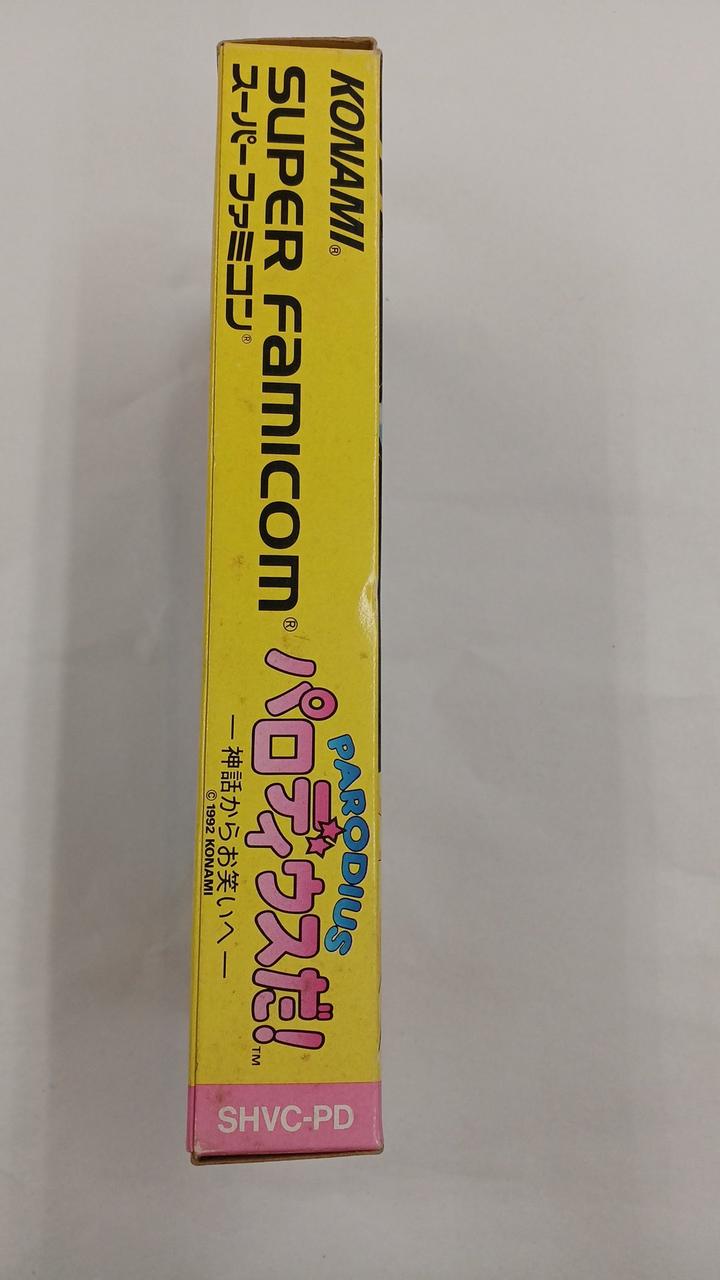 KONAMI®
SUPER FAMICOM®
スーパーファミコン®
PARODIUS
パロディウスだ!™
―神話からお笑いへ―
©1992 KONAMI
SHVC-PD